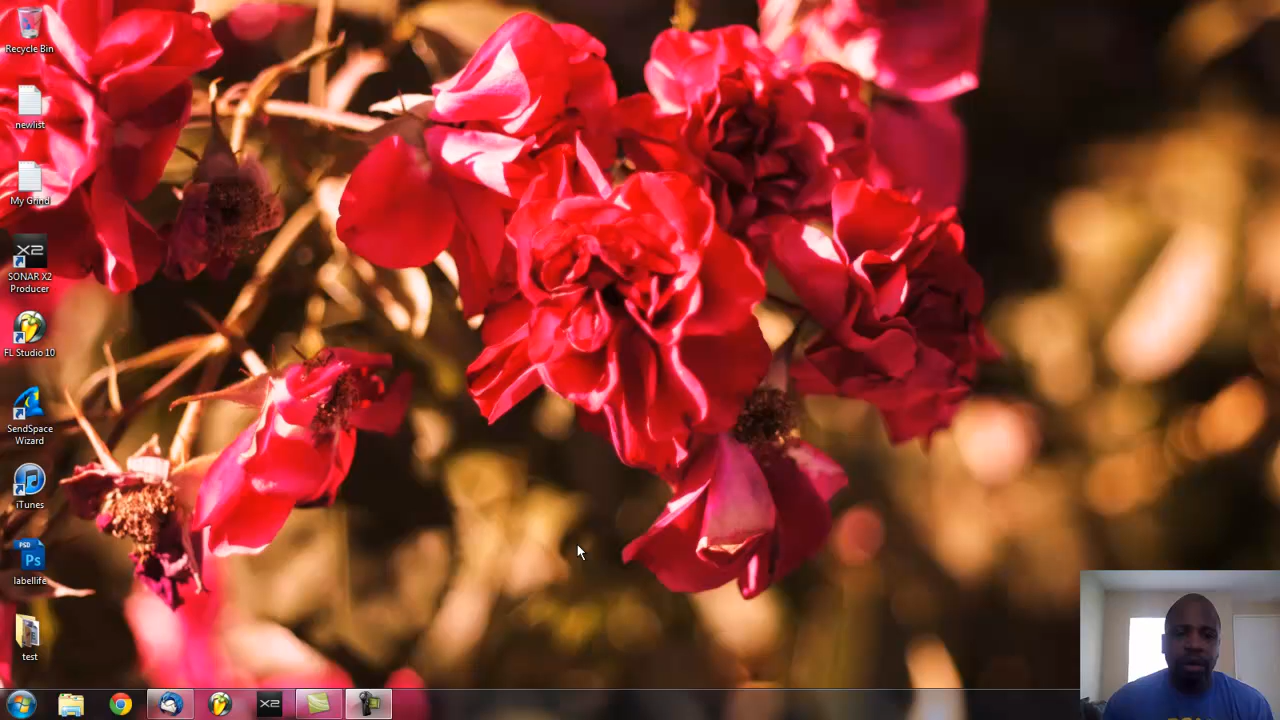 Recycle Bin
newlist
My Grind
X2
SONAR X2
Producer
FL Studio 10
SendSpace
Wizard
iTunes
PSD
Ps
labellife
test
X2